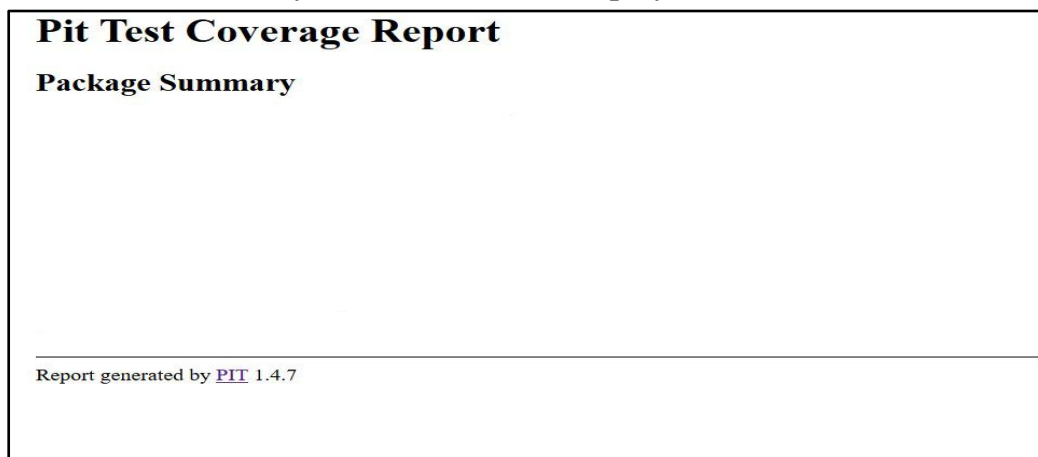 Pit Test Coverage Report
Package Summary
Report generated by PIT 1.4.7